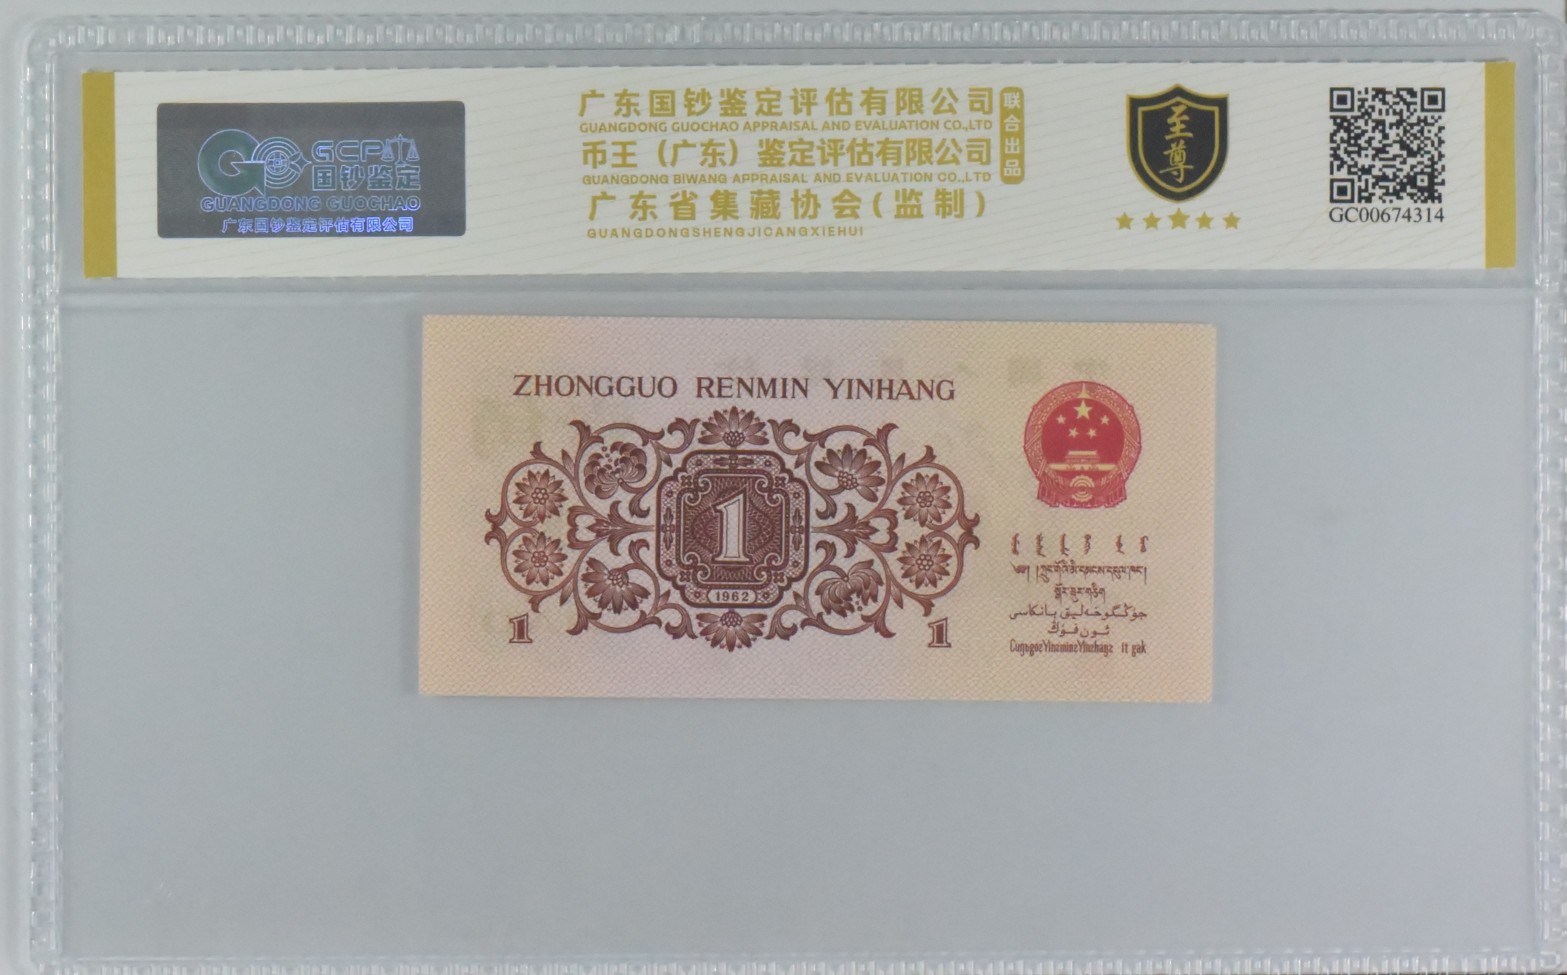 GCP
国钞鉴定
GUANGDONG GUOCHAO
广东国钞鉴定评估有限公司
广东国钞鉴定评估有限公司
GUANGDONG GUOCHAO APPRAISAL AND EVALUATION CO.,LTD
币王（广东）鉴定评估有限公司
GUANGDONG BIWANG APPRAISAL AND EVALUATION CO.,LTD
联合出品
广东省集藏协会(监制)
GUANGDONGSHENGJICANGXIEHUI
至尊
GC00674314
ZHONGGUO RENMIN YINHANG
1
1962
1
1
جۇڭگو خەلىق بانكاسى